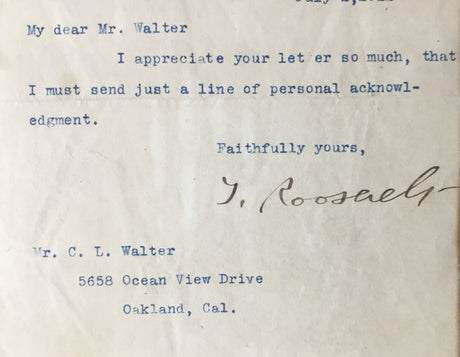 My dear Mr. Walter
I appreciate your let er so much, that
I must send just a line of personal acknowl-
edgment.
Faithfully yours,
T. Roosevelt
Mr. C. L. Walter
5658 Ocean View Drive
Oakland, Cal.